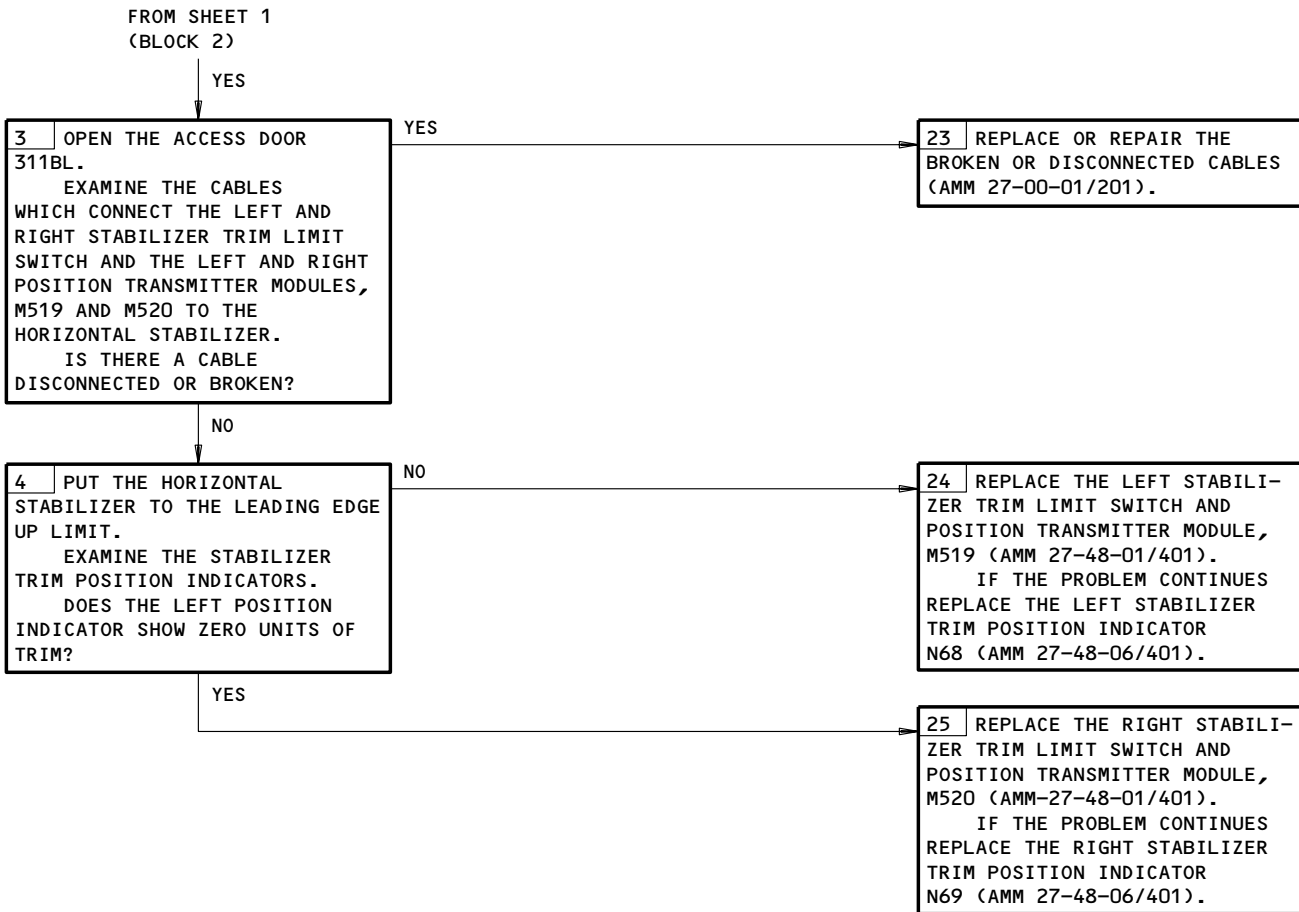 FROM SHEET 1
(BLOCK 2)
YES
3 OPEN THE ACCESS DOOR
311BL.
EXAMINE THE CABLES
WHICH CONNECT THE LEFT AND
RIGHT STABILIZER TRIM LIMIT
SWITCH AND THE LEFT AND RIGHT
POSITION TRANSMITTER MODULES,
M519 AND M520 TO THE
HORIZONTAL STABILIZER.
IS THERE A CABLE
DISCONNECTED OR BROKEN?
YES
23 REPLACE OR REPAIR THE
BROKEN OR DISCONNECTED CABLES
(AMM 27-00-01/201).
NO
4 PUT THE HORIZONTAL
STABILIZER TO THE LEADING EDGE
UP LIMIT.
EXAMINE THE STABILIZER
TRIM POSITION INDICATORS.
DOES THE LEFT POSITION
INDICATOR SHOW ZERO UNITS OF
TRIM?
NO
24 REPLACE THE LEFT STABILI-
ZER TRIM LIMIT SWITCH AND
POSITION TRANSMITTER MODULE,
M519 (AMM 27-48-01/401).
IF THE PROBLEM CONTINUES
REPLACE THE LEFT STABILIZER
TRIM POSITION INDICATOR
N68 (AMM 27-48-06/401).
YES
25 REPLACE THE RIGHT STABILI-
ZER TRIM LIMIT SWITCH AND
POSITION TRANSMITTER MODULE,
M520 (AMM-27-48-01/401).
IF THE PROBLEM CONTINUES
REPLACE THE RIGHT STABILIZER
TRIM POSITION INDICATOR
N69 (AMM 27-48-06/401).